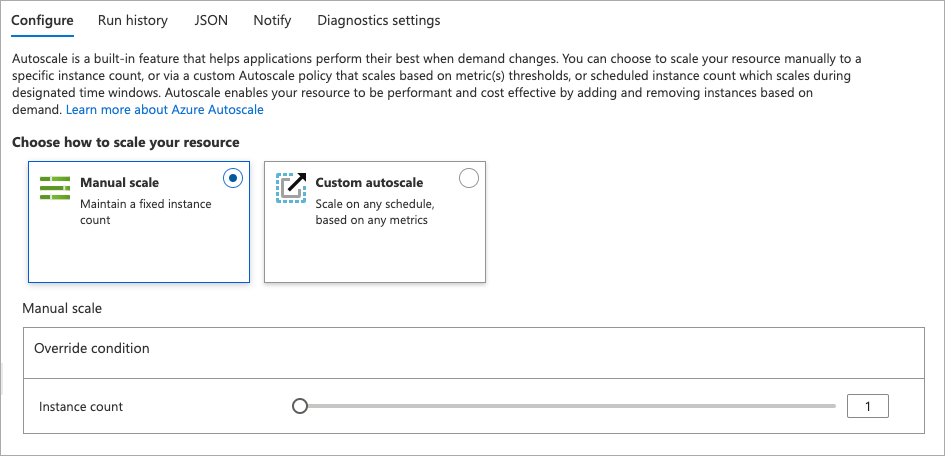 Configure Run history JSON Notify Diagnostics settings
Autoscale is a built-in feature that helps applications perform their best when demand changes. You can choose to scale your resource manually to a
specific instance count, or via a custom Autoscale policy that scales based on metric(s) thresholds, or scheduled instance count which scales during
designated time windows. Autoscale enables your resource to be performant and cost effective by adding and removing instances based on
demand. Learn more about Azure Autoscale
Choose how to scale your resource
Manual scale
Maintain a fixed instance
count
Custom autoscale
Scale on any schedule,
based on any metrics
Manual scale
Override condition
Instance count 1